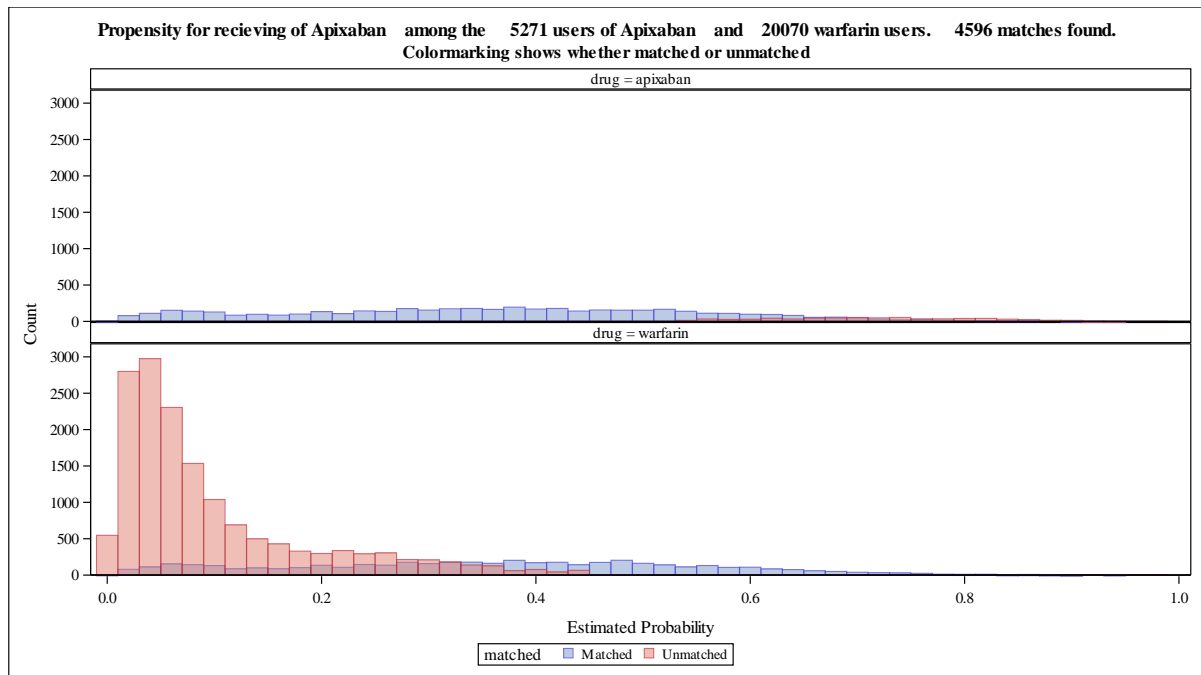 Propensity for recieving of Apixaban among the 5271 users of Apixaban and 20070 warfarin users. 4596 matches found.
Colormarking shows whether matched or unmatched
drug = apixaban
3000
2500
2000
1500
1000
500
0
Count
drug = warfarin
3000
2500
2000
1500
1000
500
0
0.0 0.2 0.4 0.6 0.8 1.0
Estimated Probability
matched Matched Unmatched